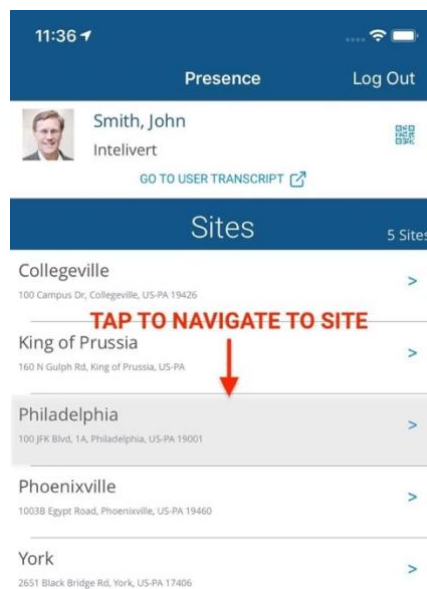 11:36
Presence
Log Out
Smith, John
Intelivert
GO TO USER TRANSCRIPT
Sites
5 Sites
Collegeville
100 Campus Dr, Collegeville, US-PA 19426
TAP TO NAVIGATE TO SITE
King of Prussia
160 N Gulph Rd, King of Prussia, US-PA
Philadelphia
100 JFK Blvd, 1A, Philadelphia, US-PA 19001
Phoenixville
1003B Egypt Road, Phoenixville, US-PA 19460
York
2651 Black Bridge Rd, York, US-PA 17406